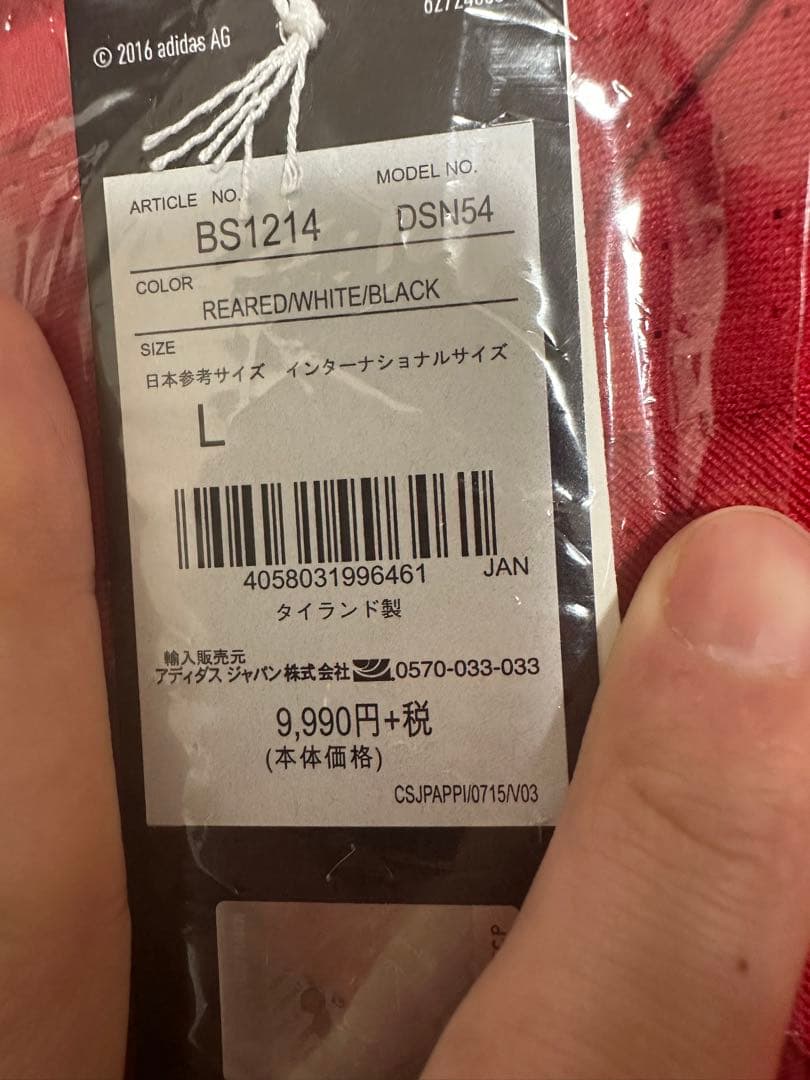 © 2016 adidas AG
ARTICLE NO.
MODEL NO.
BS1214
DSN54
COLOR
REARED/WHITE/BLACK
SIZE
日本参考サイズ インターナショナルサイズ
L
4058031996461 JAN
タイランド製
輸入販売元
アディダス ジャパン株式会社 0570-033-033
9,990円+税
(本体価格)
CSJPAPPI/0715/V03